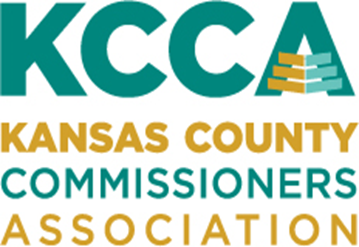 KCCA
KANSAS COUNTY
COMMISSIONERS
ASSOCIATION